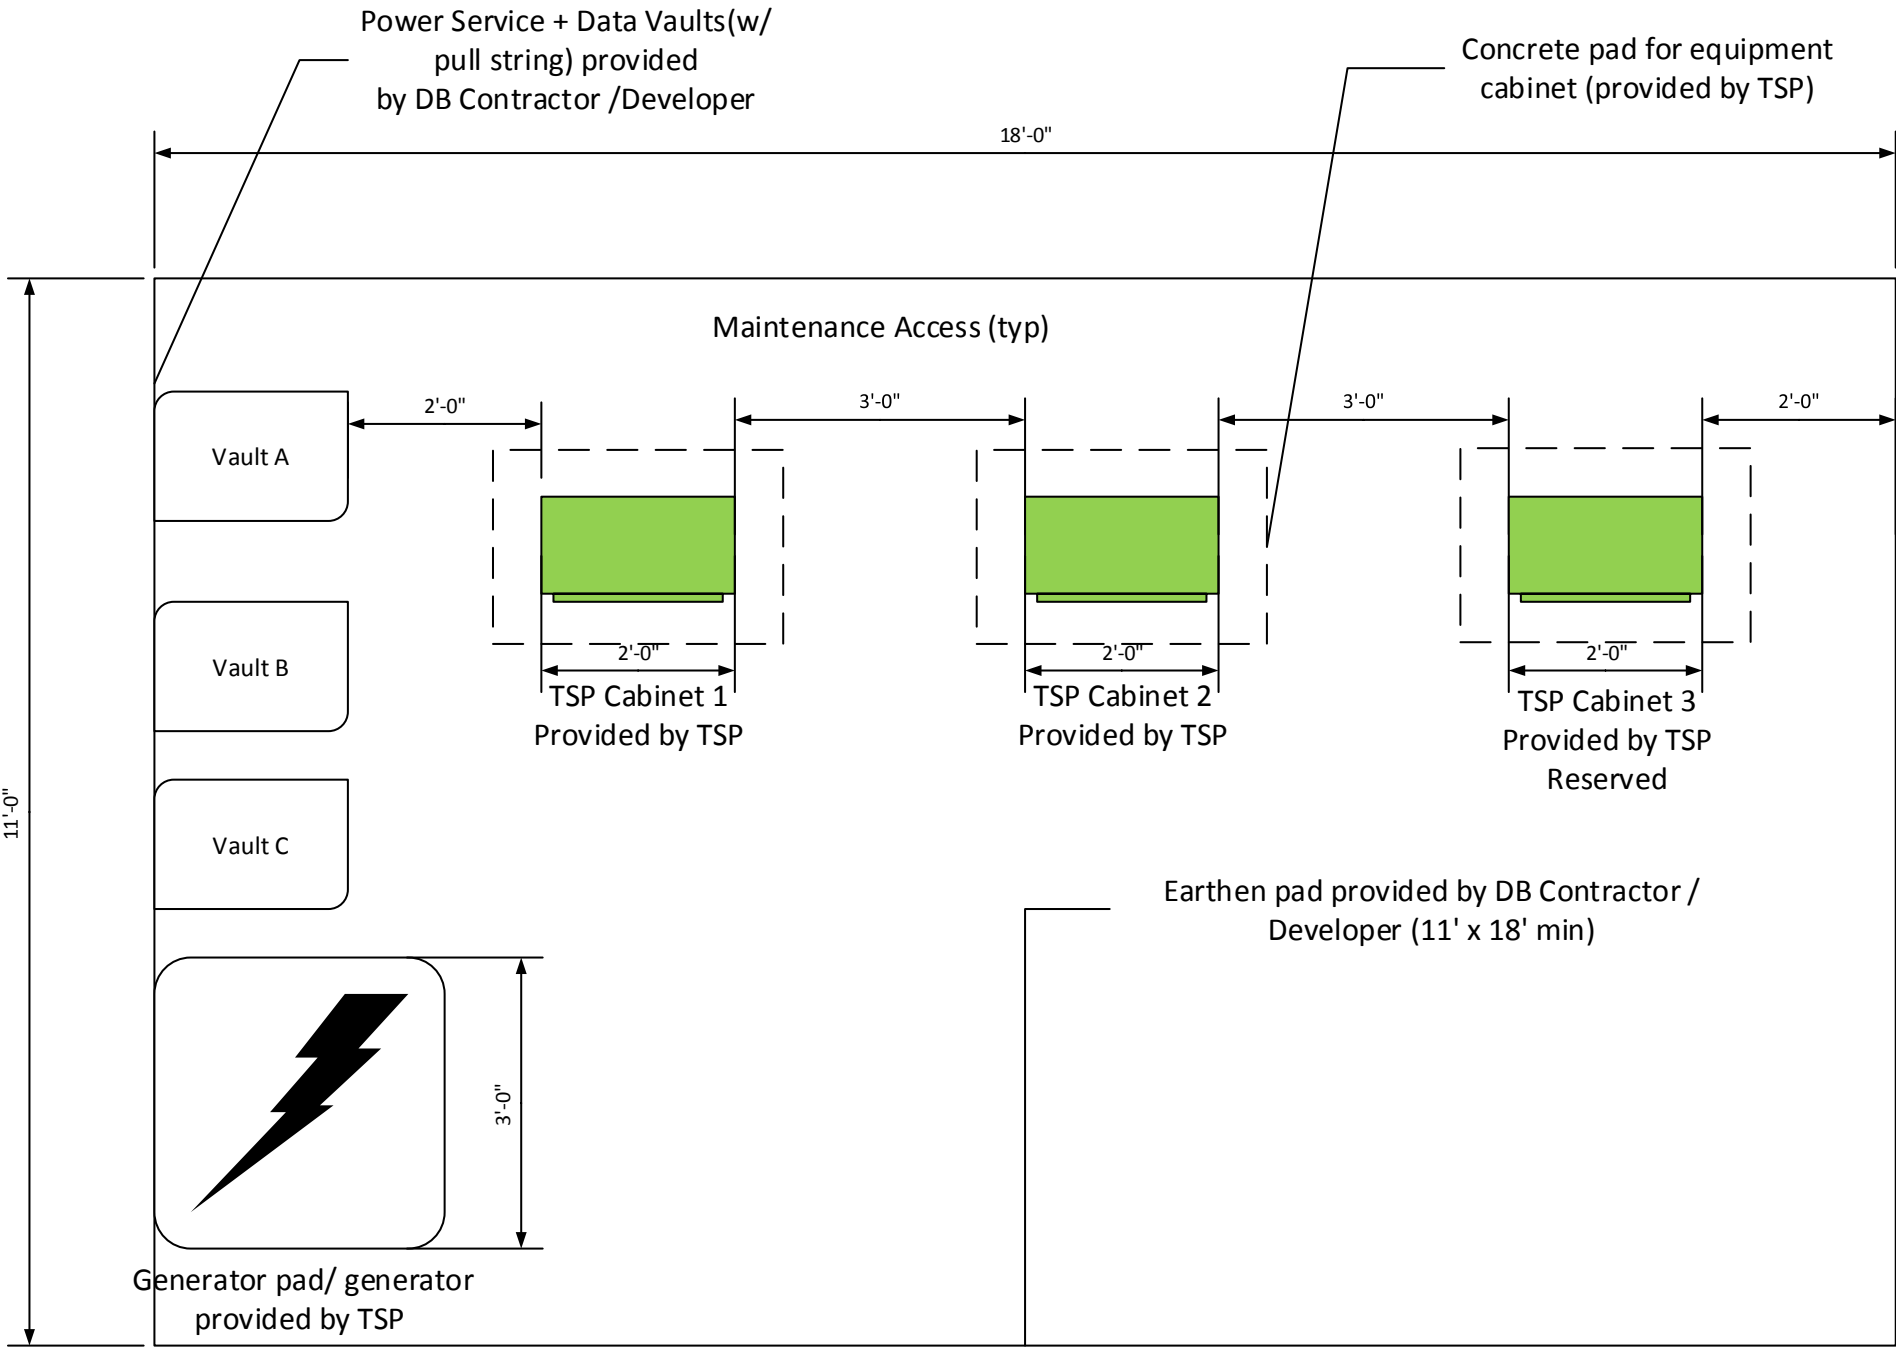 Power Service + Data Vaults(w/
pull string) provided
by DB Contractor /Developer
Concrete pad for equipment
cabinet (provided by TSP)
18'-0"
Maintenance Access (typ)
2'-0"
3'-0"
3'-0"
2'-0"
Vault A
Vault B
Vault C
2'-0"
TSP Cabinet 1
Provided by TSP
2'-0"
TSP Cabinet 2
Provided by TSP
2'-0"
TSP Cabinet 3
Provided by TSP
Reserved
11'-0"
Earthen pad provided by DB Contractor /
Developer (11' x 18' min)
3'-0"
Generator pad/ generator
provided by TSP